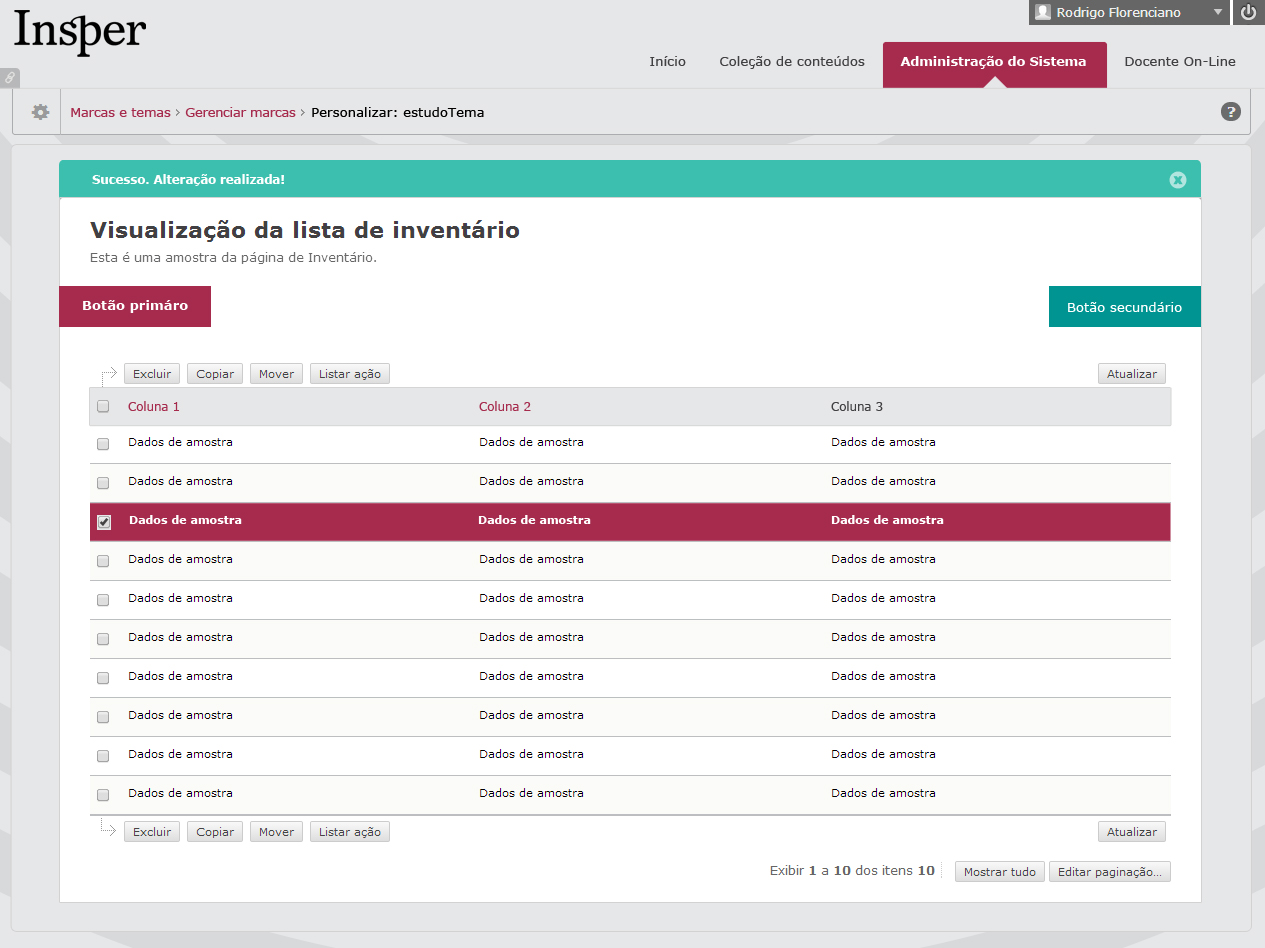 Insper
Rodrigo Florenciano
Início Coleção de conteúdos Administração do Sistema Docente On-Line
Marcas e temas › Gerenciar marcas › Personalizar: estudoTema ?
Sucesso. Alteração realizada!
Visualização da lista de inventário
Esta é uma amostra da página de Inventário.
Botão primáro Botão secundário
Excluir Copiar Mover Listar ação Atualizar
Coluna 1 Coluna 2 Coluna 3
Dados de amostra Dados de amostra Dados de amostra
Dados de amostra Dados de amostra Dados de amostra
Dados de amostra Dados de amostra Dados de amostra
Dados de amostra Dados de amostra Dados de amostra
Dados de amostra Dados de amostra Dados de amostra
Dados de amostra Dados de amostra Dados de amostra
Dados de amostra Dados de amostra Dados de amostra
Dados de amostra Dados de amostra Dados de amostra
Dados de amostra Dados de amostra Dados de amostra
Dados de amostra Dados de amostra Dados de amostra
Excluir Copiar Mover Listar ação Atualizar
Exibir 1 a 10 dos itens 10 Mostrar tudo Editar paginação...